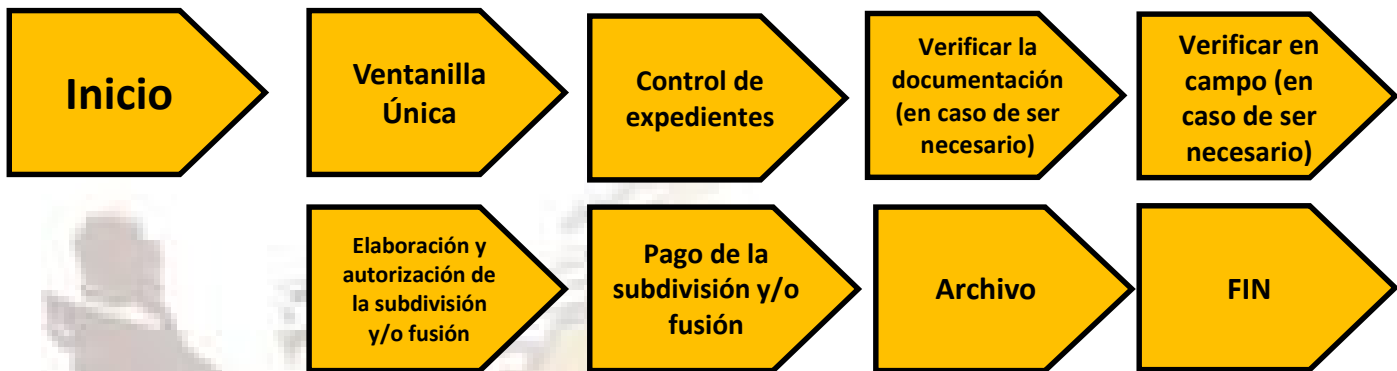 Inicio
Ventanilla
Única
Control de
expedientes
Verificar la
documentación
(en caso de ser
necesario)
Verificar en
campo (en
caso de ser
necesario)
Elaboración y
autorización de
la subdivisión
y/o fusión
Pago de la
subdivisión y/o
fusión
Archivo
FIN